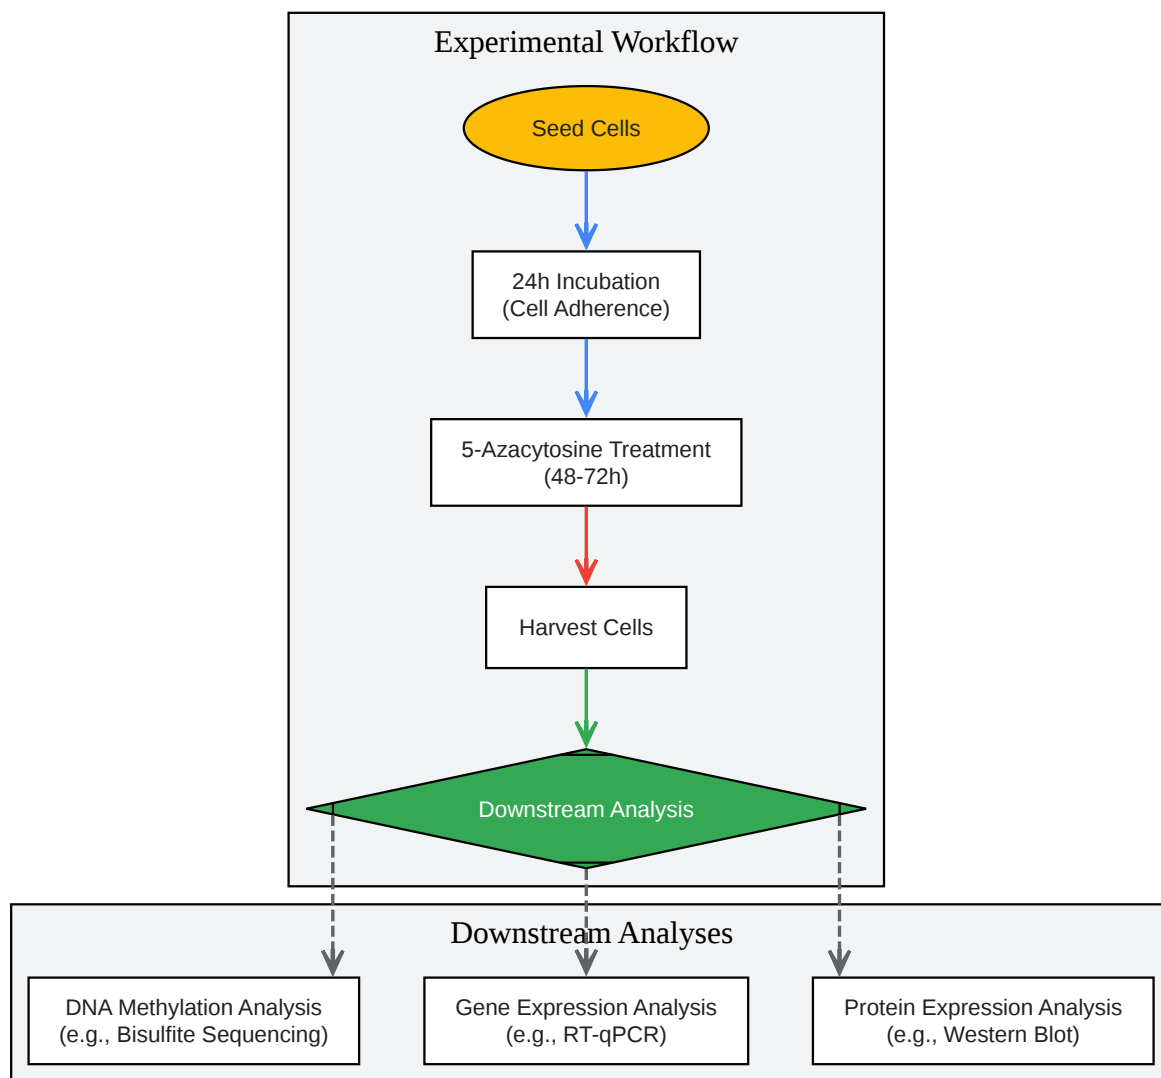 Experimental Workflow
Seed Cells
24h Incubation
(Cell Adherence)
5-Azacytosine Treatment
(48-72h)
Harvest Cells
Downstream Analysis
Downstream Analyses
DNA Methylation Analysis
(e.g., Bisulfite Sequencing)
Gene Expression Analysis
(e.g., RT-qPCR)
Protein Expression Analysis
(e.g., Western Blot)